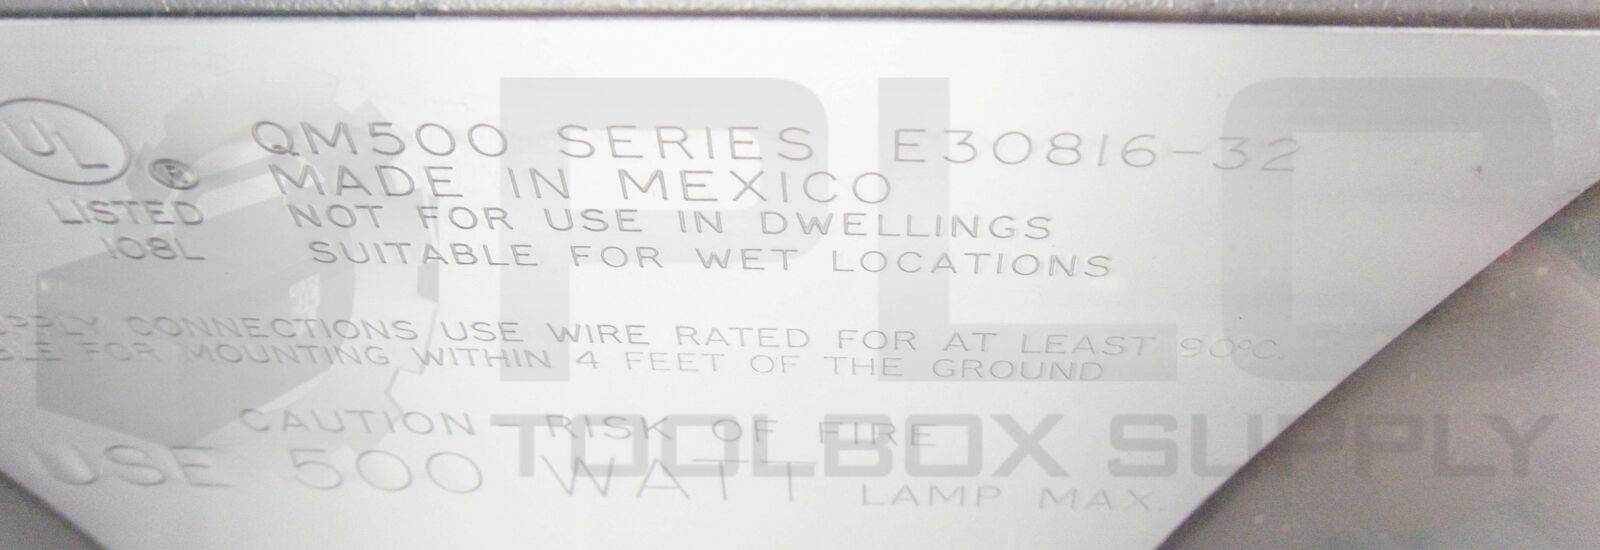 UL ® QM500 SERIES E30816-32
MADE IN MEXICO
LISTED NOT FOR USE IN DWELLINGS
108L SUITABLE FOR WET LOCATIONS
CONNECTIONS USE WIRE RATED FOR AT LEAST 90°C
FOR MOUNTING WITHIN 4 FEET OF THE GROUND
CAUTION - RISK OF FIRE
USE 500 WATT LAMP MAX.
PLC
TOOLBOX SUPPLY